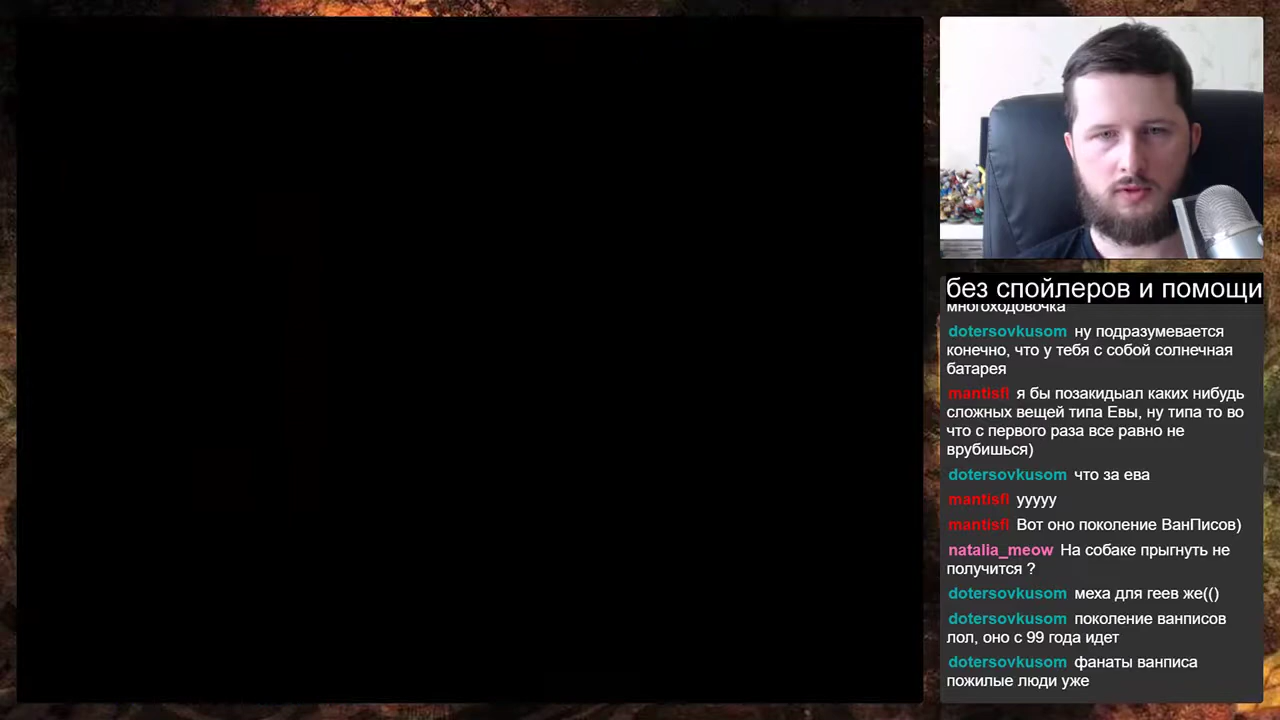 без спойлеров и помощи
многоходовочка
dotersovkusom ну подразумевается
конечно, что у тебя с собой солнечная
батарея
mantisfl я бы позакидыал каких нибудь
сложных вещей типа Евы, ну типа то во
что с первого раза все равно не
врубишься)
dotersovkusom что за ева
mantisfl ууууу
mantisfl Вот оно поколение ВанПисов)
natalia_meow На собаке прыгнуть не
получится ?
dotersovkusom меха для геев же(()
dotersovkusom поколение ванписов
лол, оно с 99 года идет
dotersovkusom фанаты ванписа
пожилые люди уже